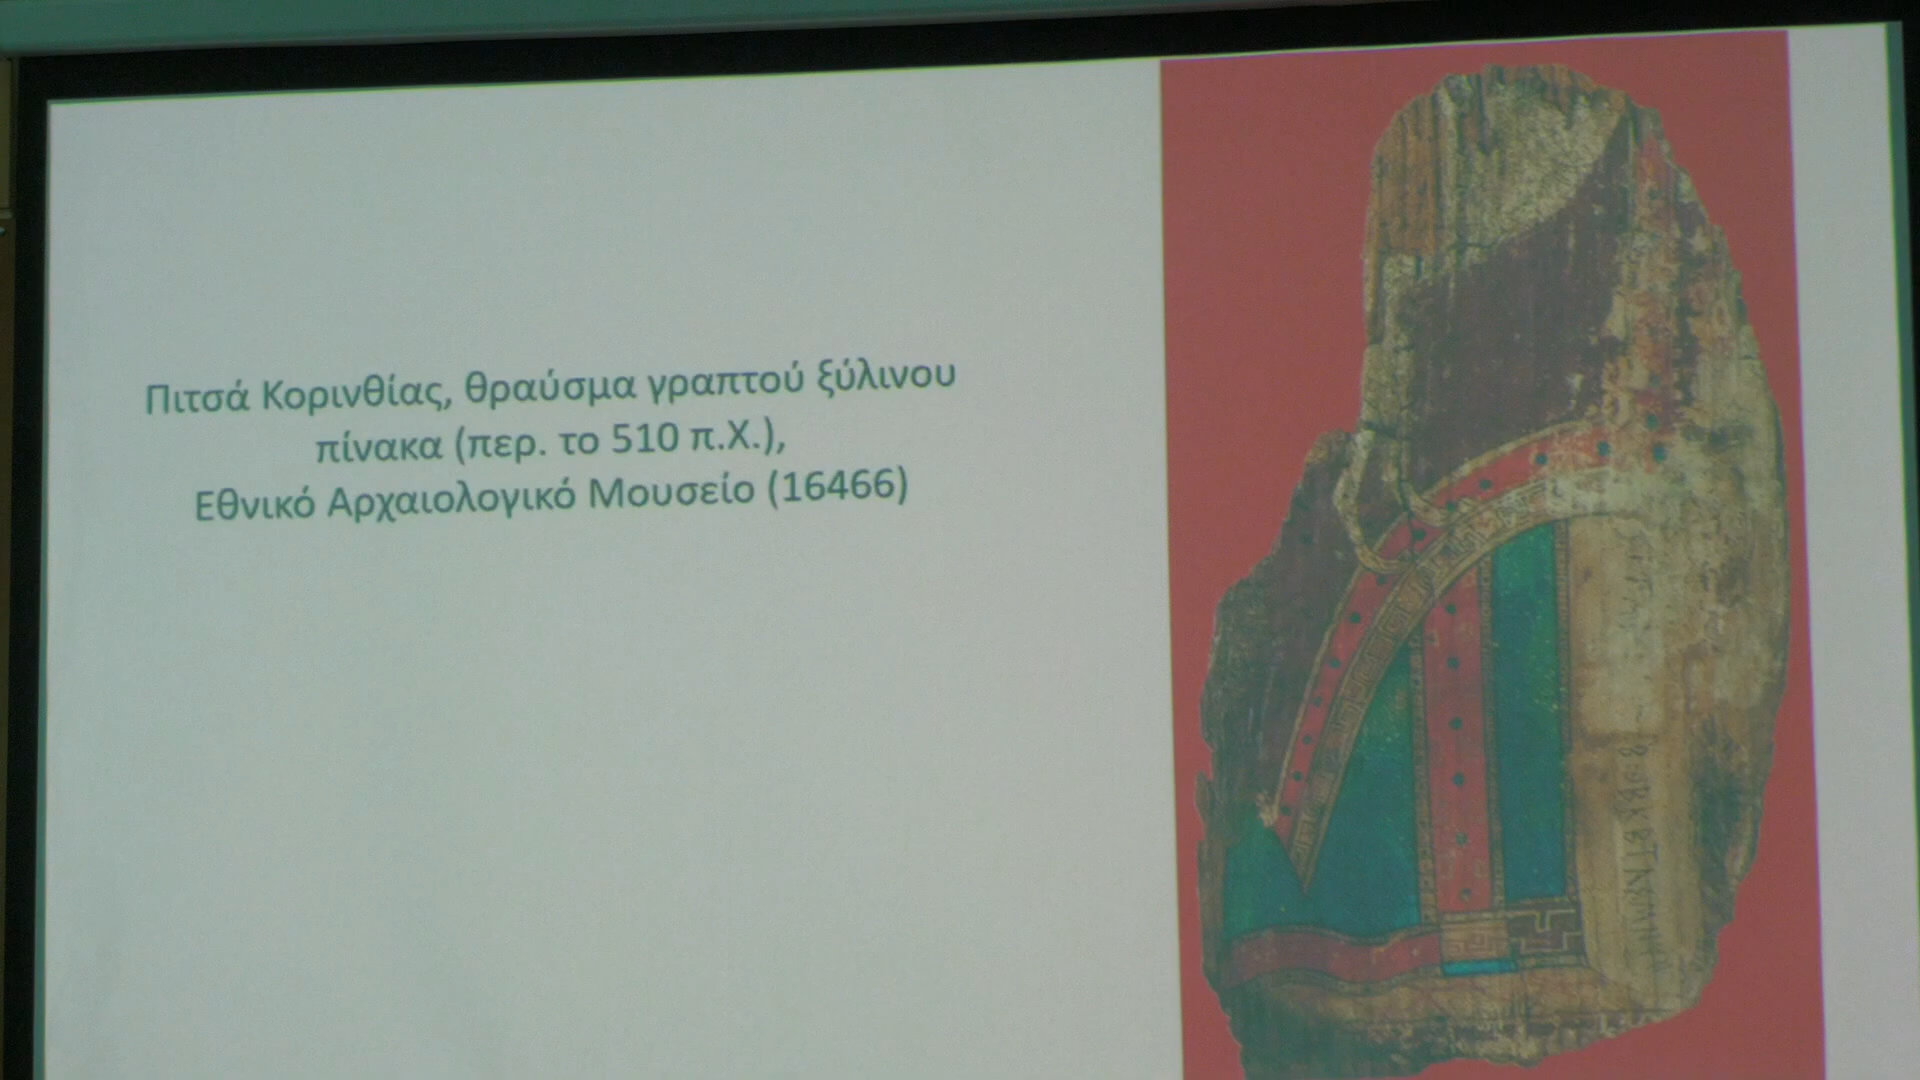 Πιτσά Κορινθίας, θραύσμα γραπτού ξύλινου
πίνακα (περ. το 510 π.Χ.),
Εθνικό Αρχαιολογικό Μουσείο (16466)